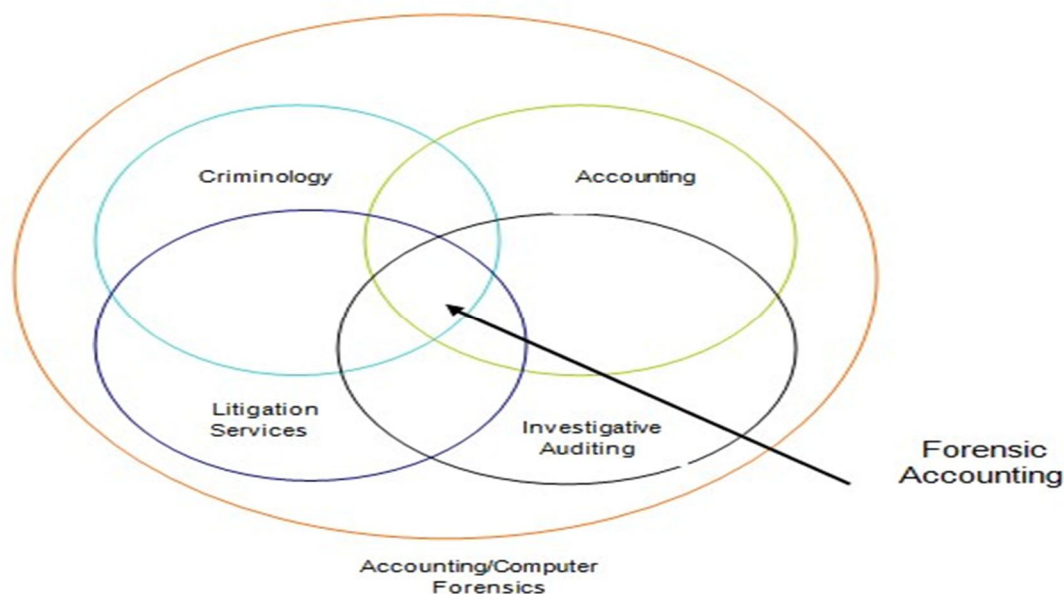 Criminology
Accounting
Litigation
Services
Investigative
Auditing
Forensic
Accounting
Accounting/Computer
Forensics